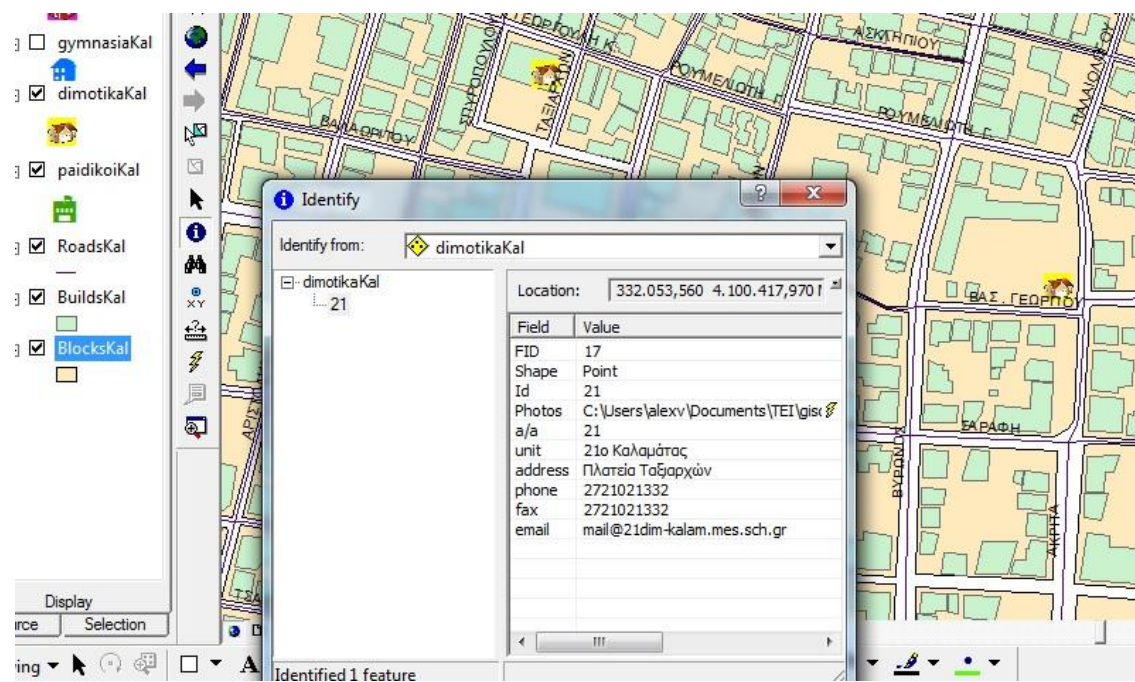 gymnasiaKal
dimotikaKal
paidikoiKal
RoadsKal
BuildsKal
BlocksKal
Display
Selection
ΑΣΚΛΗΠΙΟΥ
ΡΟΥΜΕΛΙΩΤΗ Γ.
ΡΟΥΜΕΛΙΩΤΗ Γ.
ΒΑΛΑΩΡΙΤΟΥ
ΒΑΣ. ΓΕΩΡΓΙΟΥ
ΣΑΡΑΦΗ
ΒΥΡΩΝΟΣ
ΑΚΡΙΤΑ
Identify
Identify from: dimotikaKal
dimotikaKal
21
Location: 332.053,560 4.100.417,970
Field Value
FID 17
Shape Point
Id 21
Photos C:\Users\alexv\Documents\TEI\gisc
a/a 21
unit 21ο Καλαμάτας
address Πλατεία Ταξιαρχών
phone 2721021332
fax 2721021332
email mail@21dim-kalam.mes.sch.gr
Identified 1 feature